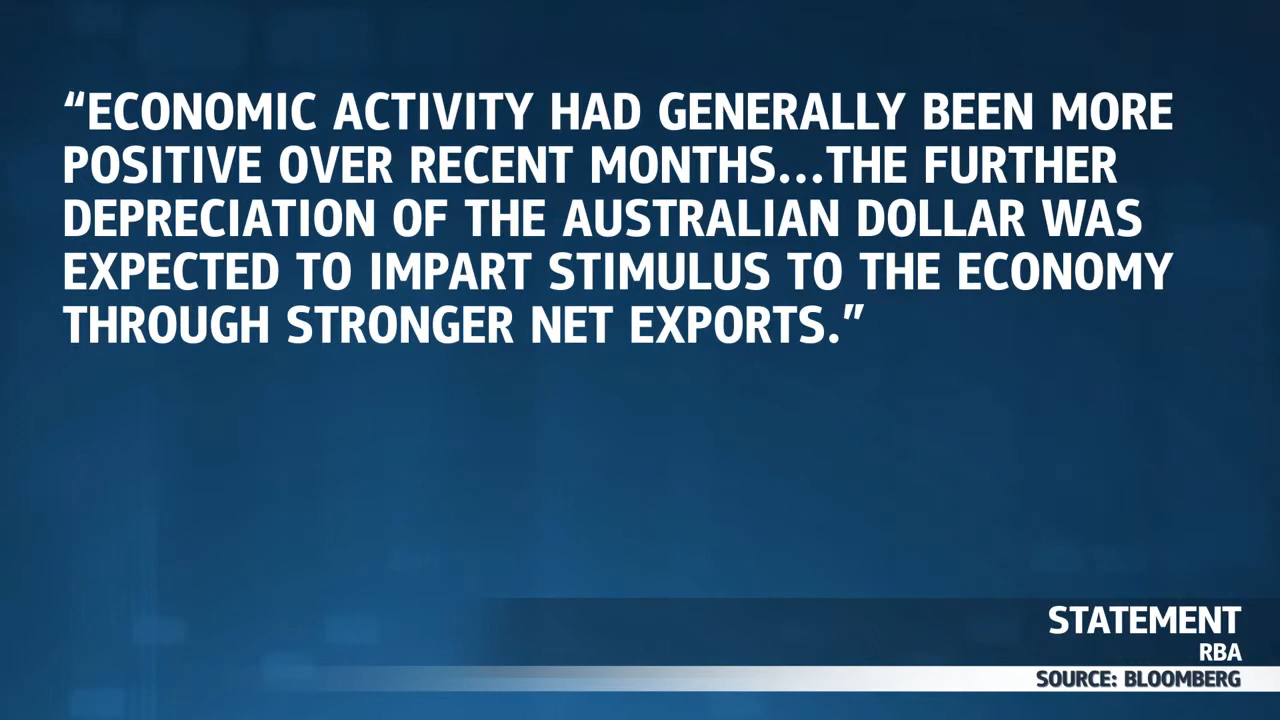 “ECONOMIC ACTIVITY HAD GENERALLY BEEN MORE
POSITIVE OVER RECENT MONTHS...THE FURTHER
DEPRECIATION OF THE AUSTRALIAN DOLLAR WAS
EXPECTED TO IMPART STIMULUS TO THE ECONOMY
THROUGH STRONGER NET EXPORTS.”
STATEMENT
RBA
SOURCE: BLOOMBERG